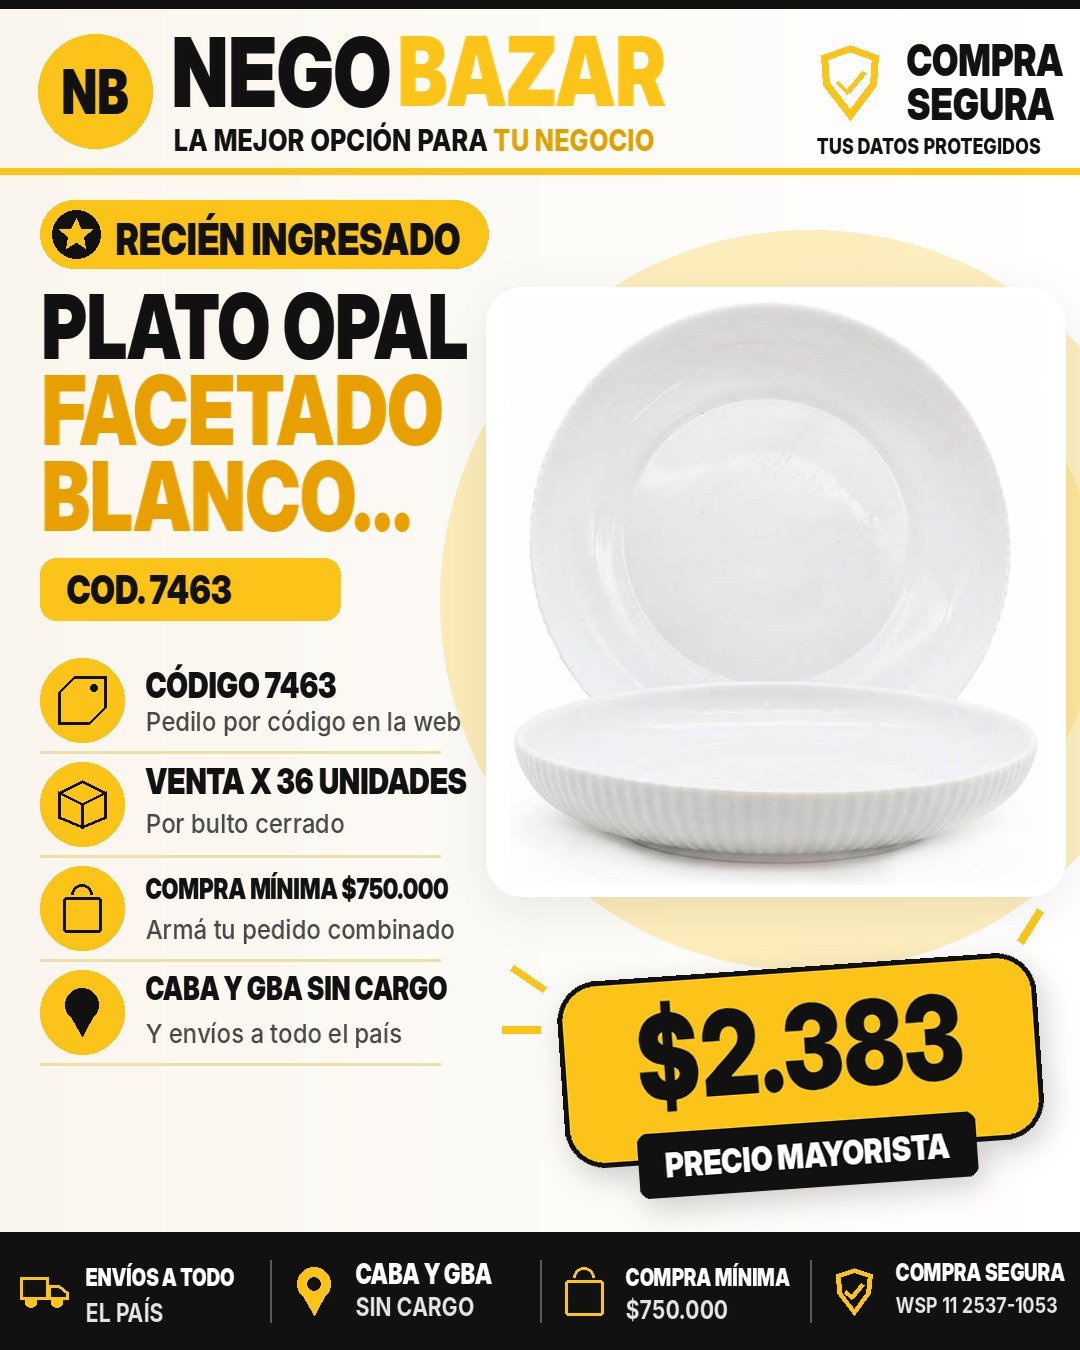 NB
NEGOBAZAR
LA MEJOR OPCIÓN PARA TU NEGOCIO
COMPRA
SEGURA
TUS DATOS PROTEGIDOS
RECIÉN INGRESADO
PLATO OPAL
FACETADO
BLANCO...
COD. 7463
CÓDIGO 7463
Pedilo por código en la web
VENTA X 36 UNIDADES
Por bulto cerrado
COMPRA MÍNIMA $750.000
Armá tu pedido combinado
CABA Y GBA SIN CARGO
Y envíos a todo el país
$2.383
PRECIO MAYORISTA
ENVÍOS A TODO
EL PAÍS
CABA Y GBA
SIN CARGO
COMPRA MÍNIMA
$750.000
COMPRA SEGURA
WSP 11 2537-1053